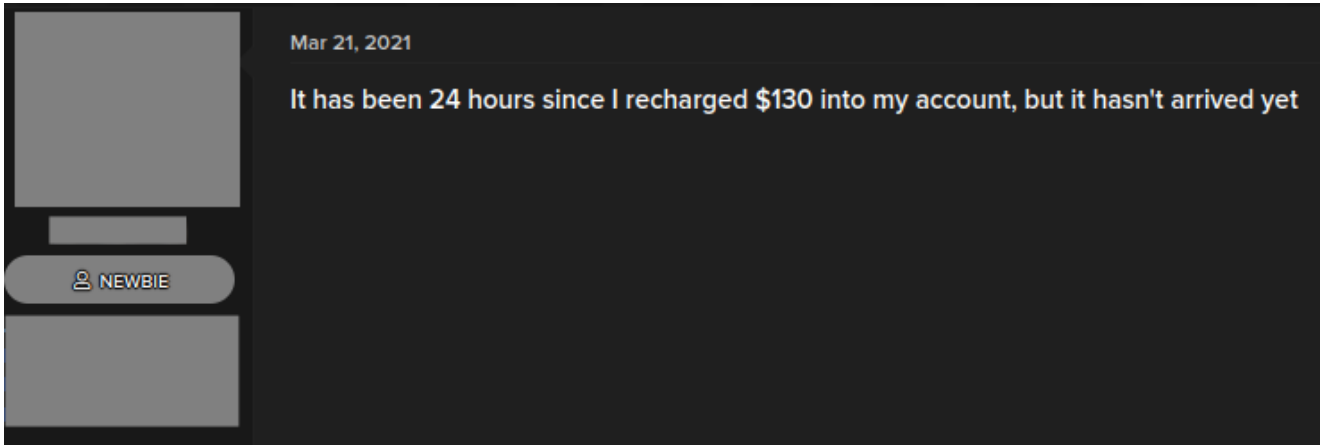 Mar 21, 2021
It has been 24 hours since I recharged $130 into my account, but it hasn't arrived yet
NEWBIE